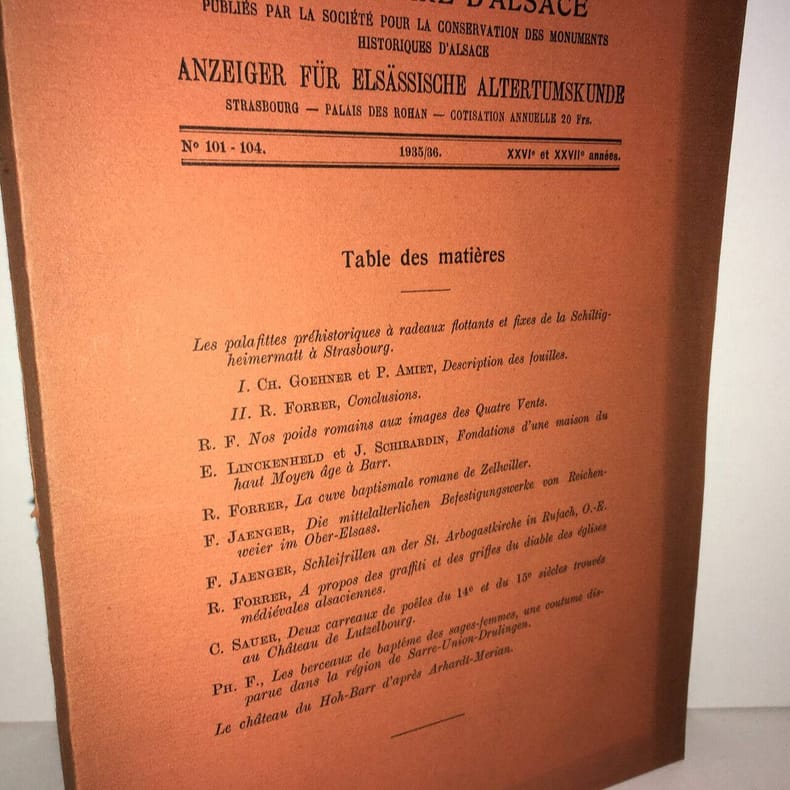 D'ALSACE
PUBLIÉS PAR LA SOCIÉTÉ POUR LA CONSERVATION DES MONUMENTS
HISTORIQUES D'ALSACE
ANZEIGER FÜR ELSÄSSISCHE ALTERTUMSKUNDE
STRASBOURG — PALAIS DES ROHAN — COTISATION ANNUELLE 20 Frs.
No 101 - 104. 1935/36. XXVIe et XXVIIe années.
Table des matières
Les palafittes préhistoriques à radeaux flottants et fixes de la Schiltig-
heimermatt à Strasbourg.
I. CH. GOEHNER et P. AMIET, Description des fouilles.
II. R. FORRER, Conclusions.
R. F. Nos poids romains aux images des Quatre Vents.
E. LINCKENHELD et J. SCHIRARDIN, Fondations d'une maison du
haut Moyen âge à Barr.
R. FORRER, La cuve baptismale romane de Zellwiller.
F. JAENGER, Die mittelalterlichen Befestigungswerke von Reichen-
weier im Ober-Elsass.
F. JAENGER, Schleifrillen an der St. Arbogastkirche in Rufach, O.-E.
R. FORRER, A propos des graffiti et des griffes du diable des églises
médiévales alsaciennes.
C. SAUER, Deux carreaux de poêles du 14e et du 15e siècles trouvés
au Château de Lutzelbourg.
PH. F., Les berceaux de baptême des sages-femmes, une coutume dis-
parue dans la région de Sarre-Union-Drulingen.
Le château du Hoh-Barr d'après Arhardt-Merian.